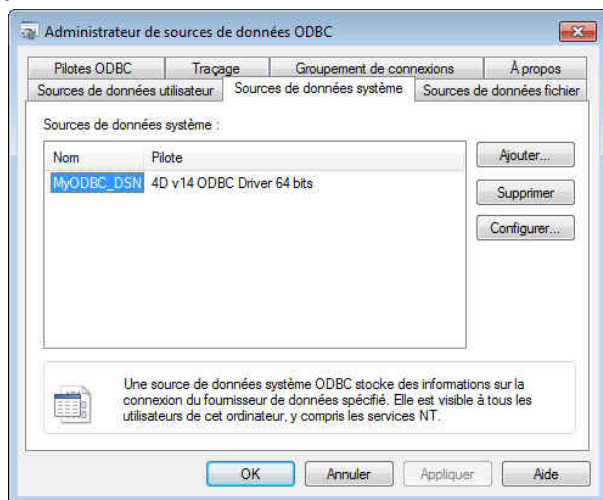 Administrateur de sources de données ODBC
Pilotes ODBC Traçage Groupement de connexions À propos
Sources de données utilisateur Sources de données système Sources de données fichier
Sources de données système :
Nom Pilote
MyODBC_DSN 4D v14 ODBC Driver 64 bits
Ajouter...
Supprimer
Configurer...
Une source de données système ODBC stocke des informations sur la
connexion du fournisseur de données spécifié. Elle est visible à tous les
utilisateurs de cet ordinateur, y compris les services NT.
OK Annuler Appliquer Aide